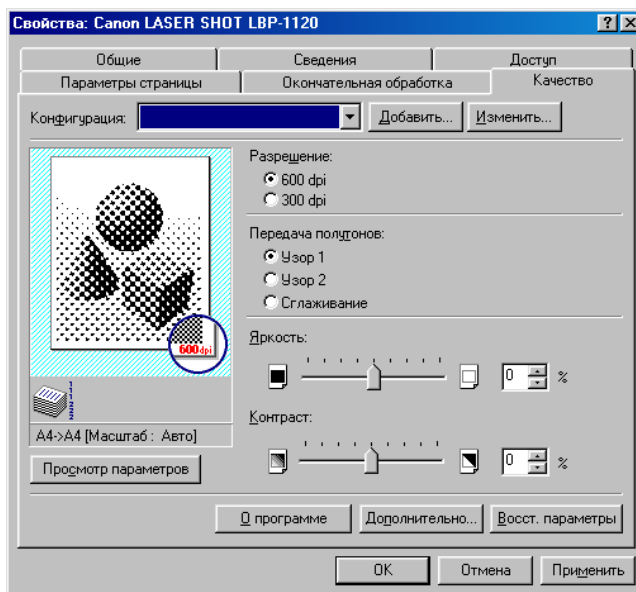 Свойства: Canon LASER SHOT LBP-1120
Общие Сведения Доступ
Параметры страницы Окончательная обработка Качество
Конфигурация: Добавить... Изменить...
Разрешение:
600 dpi
300 dpi
Передача полутонов:
Узор 1
Узор 2
Сглаживание
600 dpi
Яркость:
0 %
A4->A4 [Масштаб : Авто]
Контраст:
0 %
Просмотр параметров
О программе Дополнительно... Восст. параметры
OK Отмена Применить